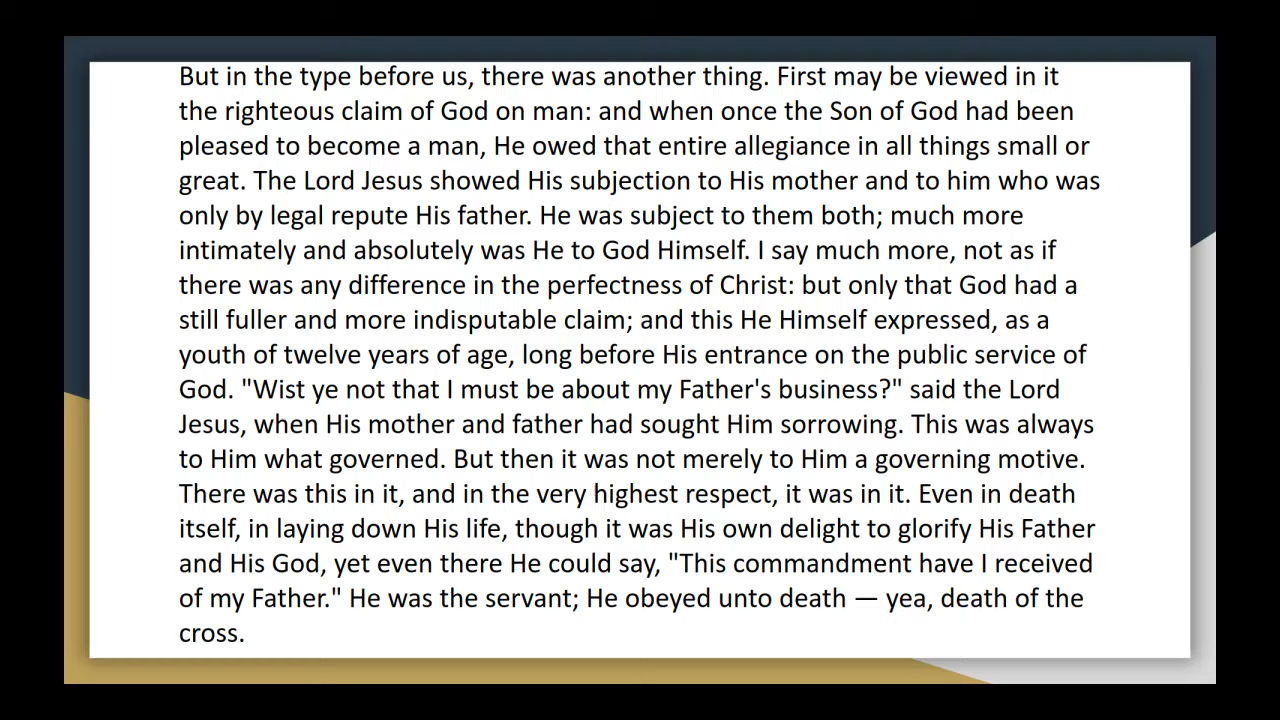 But in the type before us, there was another thing. First may be viewed in it
the righteous claim of God on man: and when once the Son of God had been
pleased to become a man, He owed that entire allegiance in all things small or
great. The Lord Jesus showed His subjection to His mother and to him who was
only by legal repute His father. He was subject to them both; much more
intimately and absolutely was He to God Himself. I say much more, not as if
there was any difference in the perfectness of Christ: but only that God had a
still fuller and more indisputable claim; and this He Himself expressed, as a
youth of twelve years of age, long before His entrance on the public service of
God. "Wist ye not that I must be about my Father's business?" said the Lord
Jesus, when His mother and father had sought Him sorrowing. This was always
to Him what governed. But then it was not merely to Him a governing motive.
There was this in it, and in the very highest respect, it was in it. Even in death
itself, in laying down His life, though it was His own delight to glorify His Father
and His God, yet even there He could say, "This commandment have I received
of my Father." He was the servant; He obeyed unto death — yea, death of the
cross.